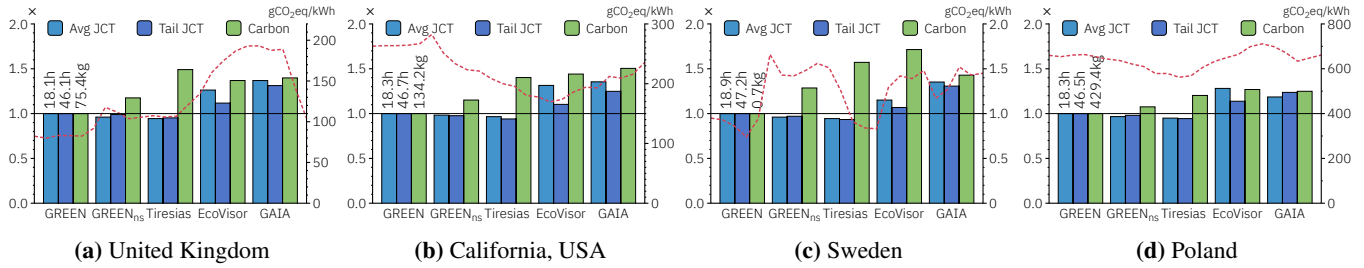 ×
gCO₂eq/kWh
2.0
1.5
1.0
0.5
0.0
Avg JCT
Tail JCT
Carbon
18.1h
46.1h
75.4kg
200
150
100
50
0
GREEN
GREENns
Tiresias
EcoVisor
GAIA
(a) United Kingdom
×
gCO₂eq/kWh
2.0
1.5
1.0
0.5
0.0
Avg JCT
Tail JCT
Carbon
18.3h
46.7h
134.2kg
300
200
150
0
GREEN
GREENns
Tiresias
EcoVisor
GAIA
(b) California, USA
×
gCO₂eq/kWh
2.0
1.5
1.0
0.5
0.0
Avg JCT
Tail JCT
Carbon
18.9h
47.2h
0.7kg
2.0
1.5
1.0
0.5
0.0
GREEN
GREENns
Tiresias
EcoVisor
GAIA
(c) Sweden
×
gCO₂eq/kWh
2.0
1.5
1.0
0.5
0.0
Avg JCT
Tail JCT
Carbon
18.3h
46.5h
429.4kg
800
600
400
200
0
GREEN
GREENns
Tiresias
EcoVisor
GAIA
(d) Poland